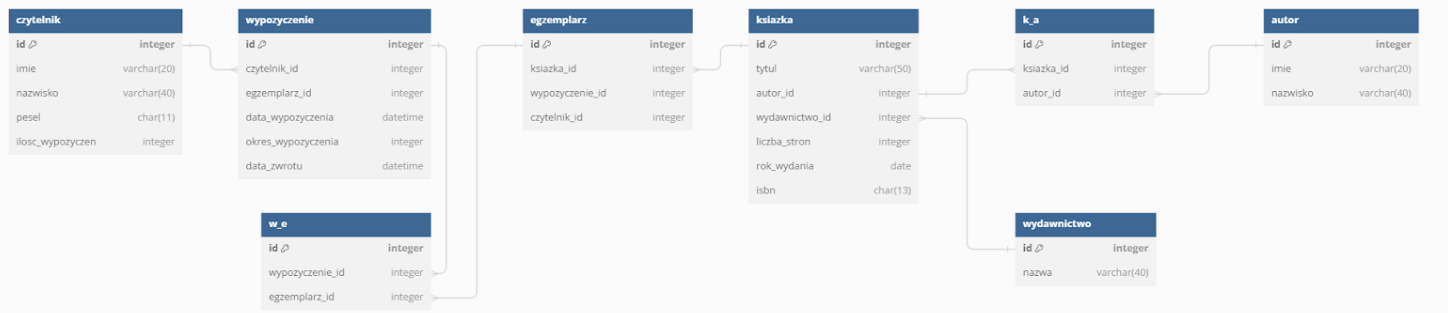 czytelnik
id integer
imie varchar(20)
nazwisko varchar(40)
pesel char(11)
ilosc_wypozyczen integer
wypozyczenie
id integer
czytelnik_id integer
egzemplarz_id integer
data_wypozyczenia datetime
okres_wypozyczenia integer
data_zwrotu datetime
egzemplarz
id integer
ksiazka_id integer
wypozyczenie_id integer
czytelnik_id integer
ksiazka
id integer
tytul varchar(50)
autor_id integer
wydawnictwo_id integer
liczba_stron integer
rok_wydania date
isbn char(13)
k_a
id integer
ksiazka_id integer
autor_id integer
autor
id integer
imie varchar(20)
nazwisko varchar(40)
w_e
id integer
wypozyczenie_id integer
egzemplarz_id integer
wydawnictwo
id integer
nazwa varchar(40)